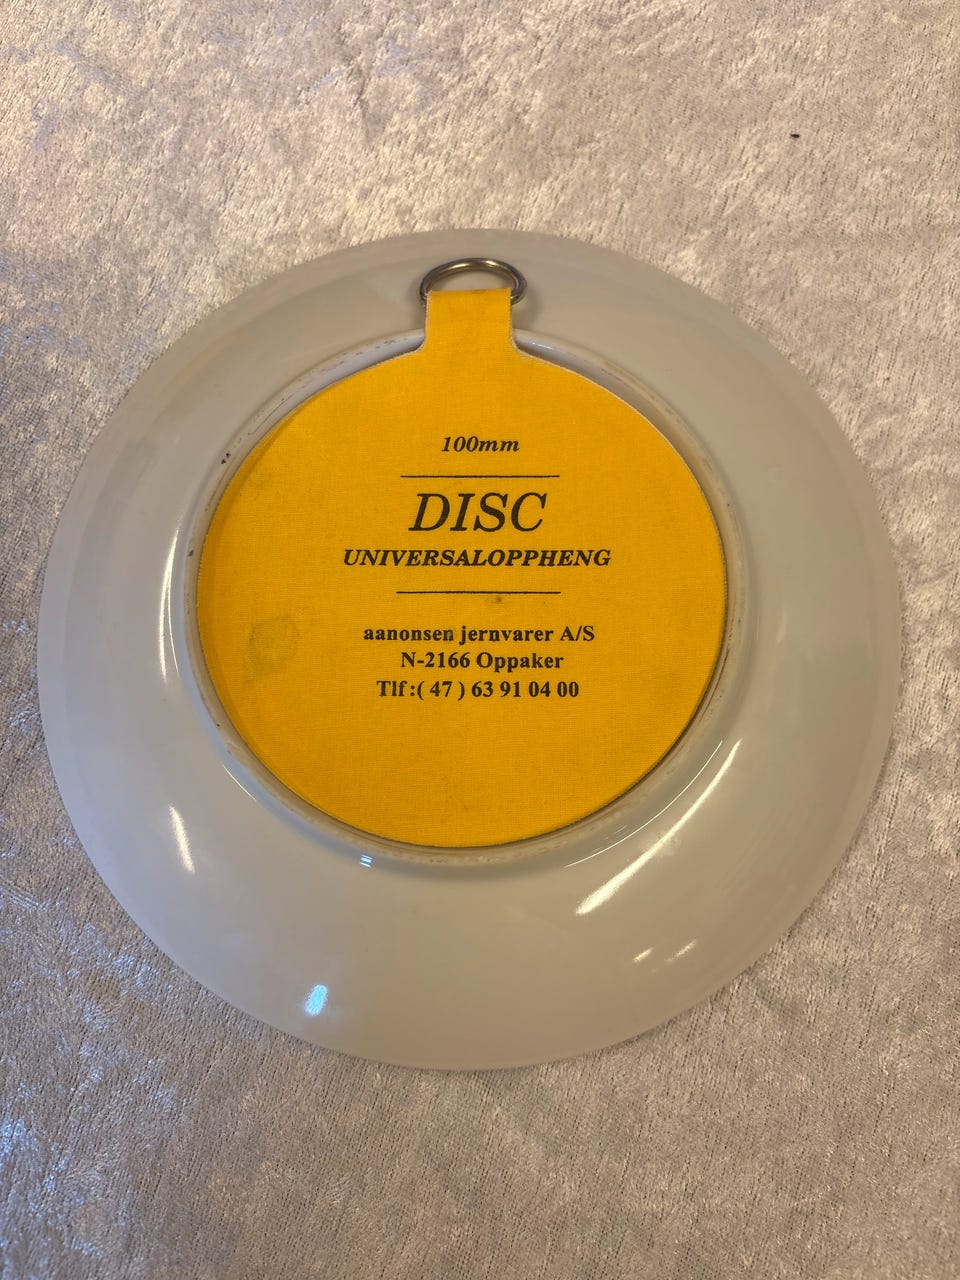 100mm
DISC
UNIVERSALOPPHENG
aanonsen jernvarer A/S
N-2166 Oppaker
Tlf :( 47 ) 63 91 04 00